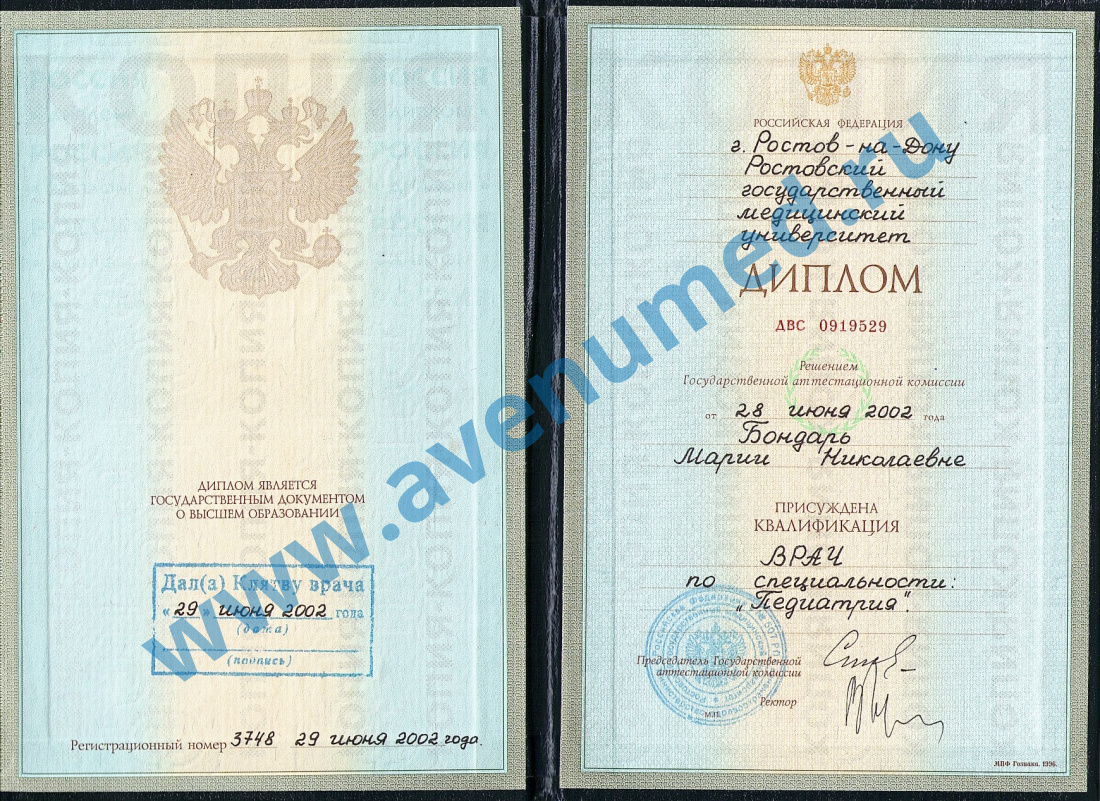 ДИПЛОМ ЯВЛЯЕТСЯ
ГОСУДАРСТВЕННЫМ ДОКУМЕНТОМ
О ВЫСШЕМ ОБРАЗОВАНИИ
Дал(а) Клятву врача
«29» июня 2002 года
(дата)
(подпись)
Регистрационный номер 3748 29 июня 2002 года.
РОССИЙСКАЯ ФЕДЕРАЦИЯ
г. Ростов-на-Дону
Ростовский
государственный
медицинский
университет
ДИПЛОМ
ДВС 0919529
Решением
Государственной аттестационной комиссии
от 28 июня 2002 года
Бондарь
Марии Николаевне
ПРИСУЖДЕНА
КВАЛИФИКАЦИЯ
ВРАЧ
по специальности:
„Педиатрия".
Председатель Государственной
аттестационной комиссии
Ректор
М.П.
МПФ Гознака. 1996.
www.avenumed.ru